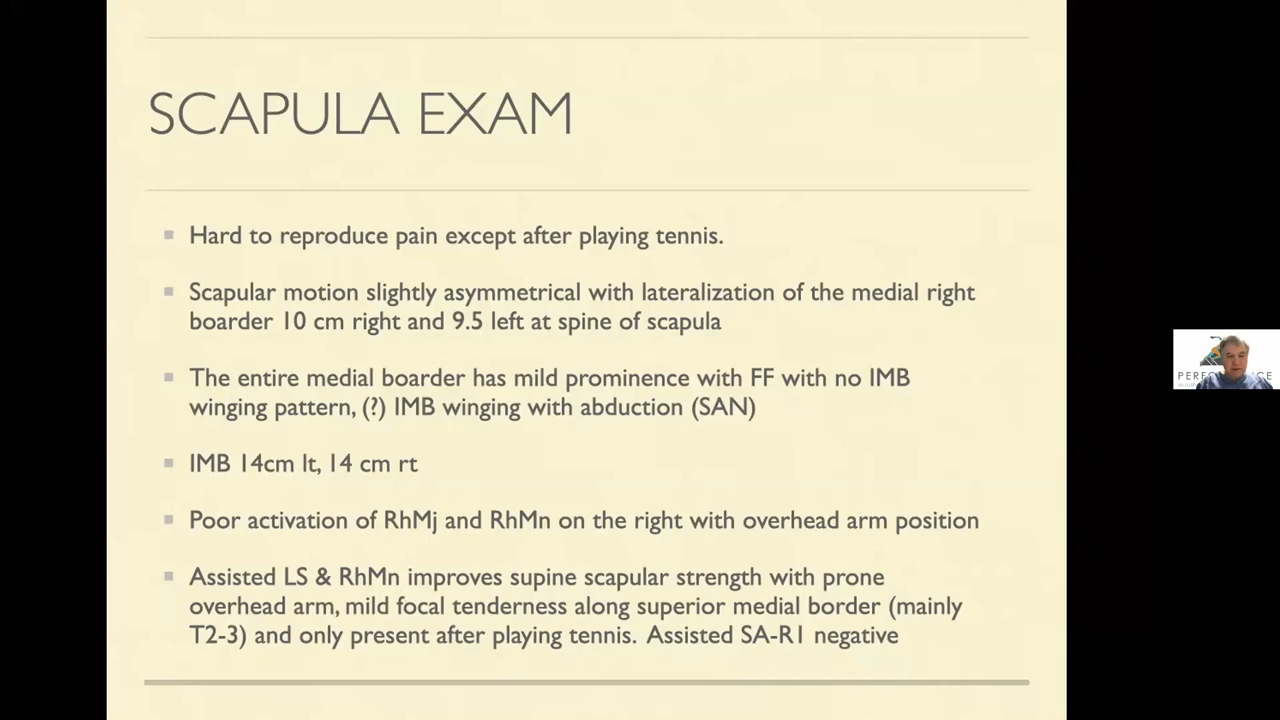 SCAPULA EXAM
Hard to reproduce pain except after playing tennis.
Scapular motion slightly asymmetrical with lateralization of the medial right
boarder 10 cm right and 9.5 left at spine of scapula
The entire medial boarder has mild prominence with FF with no IMB
winging pattern, (?) IMB winging with abduction (SAN)
IMB 14cm lt, 14 cm rt
Poor activation of RhMj and RhMn on the right with overhead arm position
Assisted LS & RhMn improves supine scapular strength with prone
overhead arm, mild focal tenderness along superior medial border (mainly
T2-3) and only present after playing tennis. Assisted SA-R1 negative